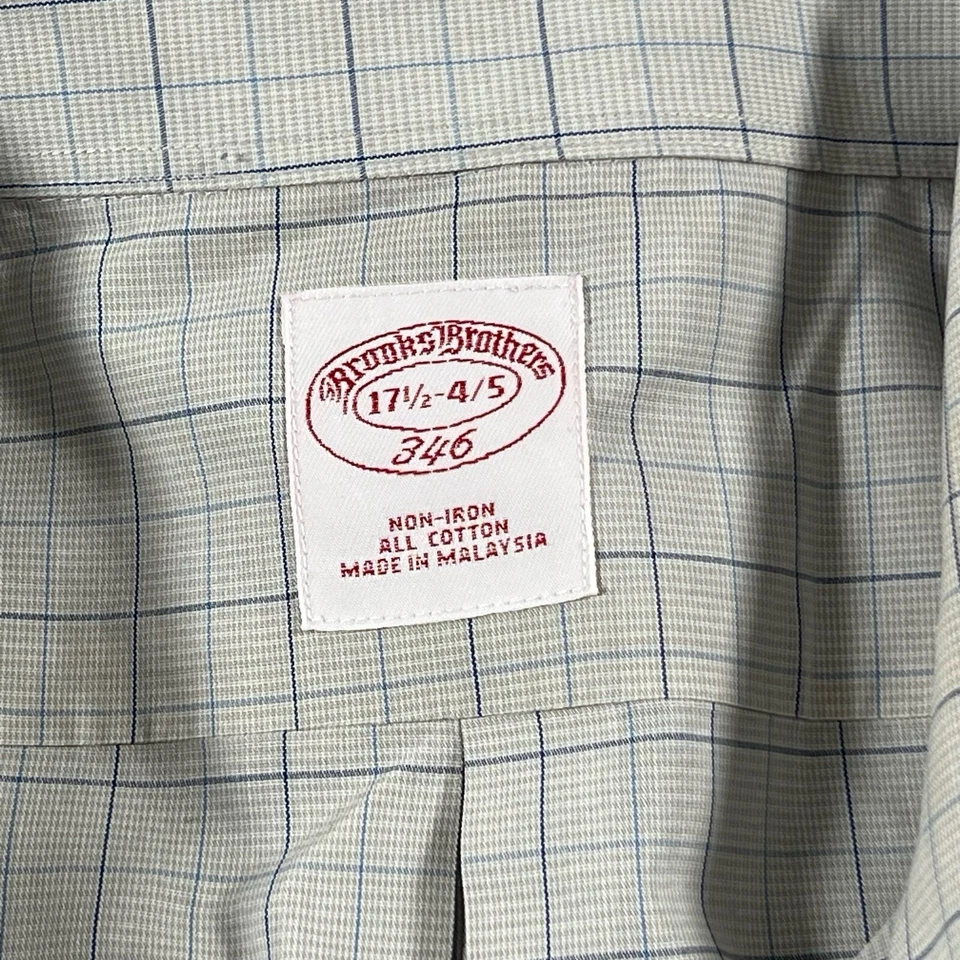 Brooks Brothers
17½-4/5
346
NON-IRON
ALL COTTON
MADE IN MALAYSIA